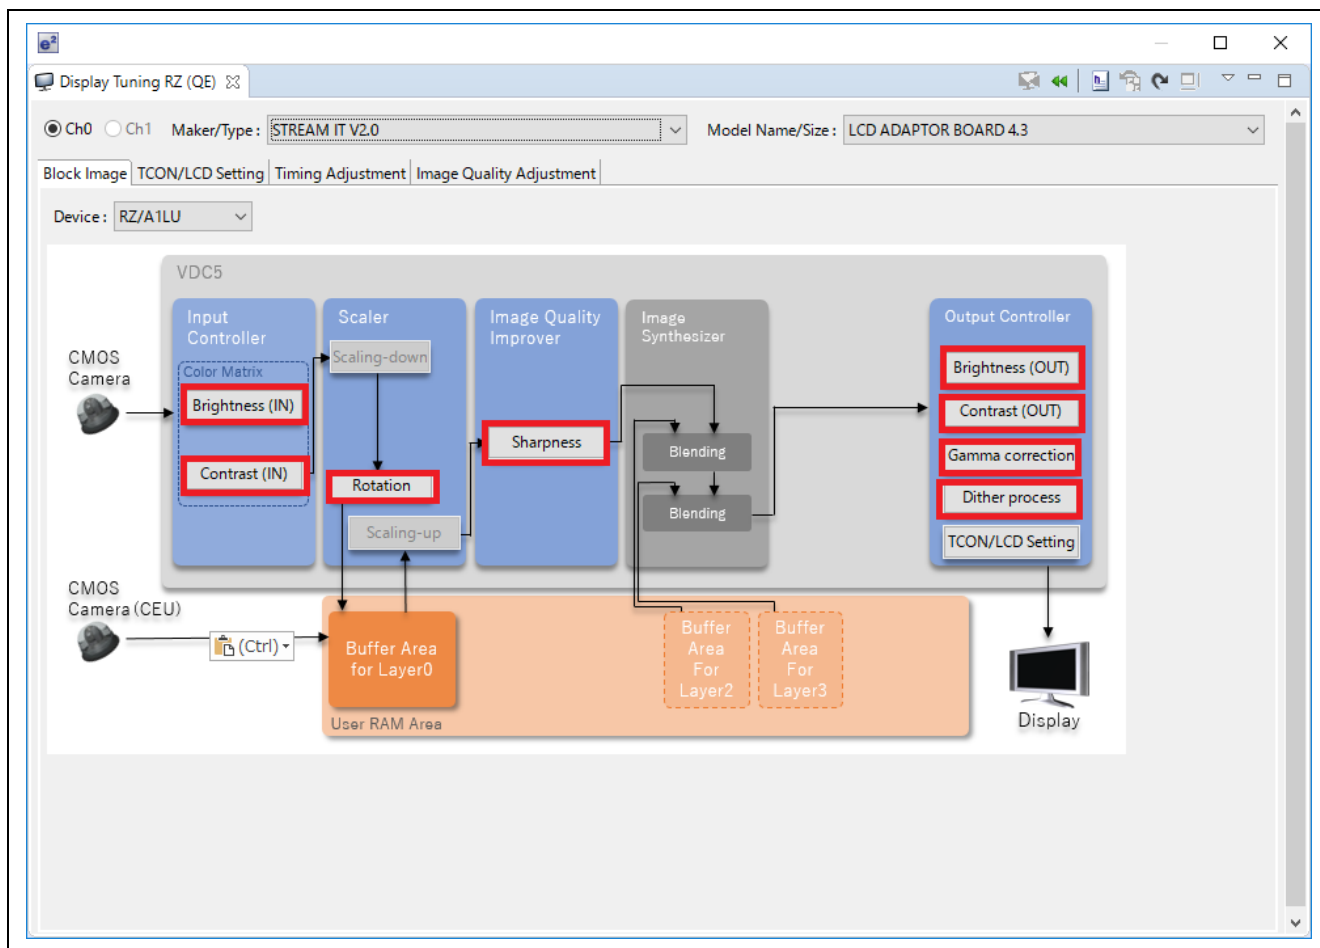 e²
Display Tuning RZ (QE)
Ch0 Ch1 Maker/Type : STREAM IT V2.0 Model Name/Size : LCD ADAPTOR BOARD 4.3
Block Image TCON/LCD Setting Timing Adjustment Image Quality Adjustment
Device : RZ/A1LU
VDC5
Input
Controller
Color Matrix
Brightness (IN)
Contrast (IN)
Scaler
Scaling-down
Rotation
Scaling-up
Image Quality
Improver
Sharpness
Image
Synthesizer
Blending
Blending
Output Controller
Brightness (OUT)
Contrast (OUT)
Gamma correction
Dither process
TCON/LCD Setting
CMOS
Camera
CMOS
Camera (CEU)
(Ctrl)
Buffer Area
for Layer0
User RAM Area
Buffer
Area
For
Layer2
Buffer
Area
For
Layer3
Display